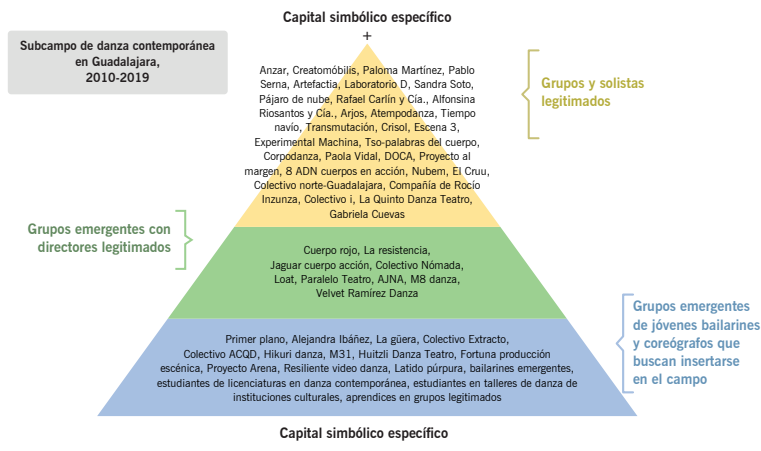 Capital simbólico específico
+
Subcampo de danza contemporánea
en Guadalajara,
2010-2019
Anzar, Creatomóbilis, Paloma Martínez, Pablo
Serna, Artefactia, Laboratorio D, Sandra Soto,
Pájaro de nube, Rafael Carlín y Cía., Alfonsina
Riosantos y Cía., Arjos, Atempodanza, Tiempo
navío, Transmutación, Crisol, Escena 3,
Experimental Machina, Tso-palabras del cuerpo,
Corpodanza, Paola Vidal, DOCA, Proyecto al
margen, 8 ADN cuerpos en acción, Nubem, El Cruu,
Colectivo norte-Guadalajara, Compañía de Rocío
Inzunza, Colectivo i, La Quinto Danza Teatro,
Gabriela Cuevas
Grupos y solistas
legitimados
Grupos emergentes con
directores legitimados
Cuerpo rojo, La resistencia,
Jaguar cuerpo acción, Colectivo Nómada,
Loat, Paralelo Teatro, AJNA, M8 danza,
Velvet Ramírez Danza
Primer plano, Alejandra Ibáñez, La güera, Colectivo Extracto,
Colectivo ACQD, Hikuri danza, M31, Huitzli Danza Teatro, Fortuna producción
escénica, Proyecto Arena, Resiliente video danza, Latido púrpura, bailarines emergentes,
estudiantes de licenciaturas en danza contemporánea, estudiantes en talleres de danza de
instituciones culturales, aprendices en grupos legitimados
Grupos emergentes
de jóvenes bailarines
y coreógrafos que
buscan insertarse
en el campo
Capital simbólico específico